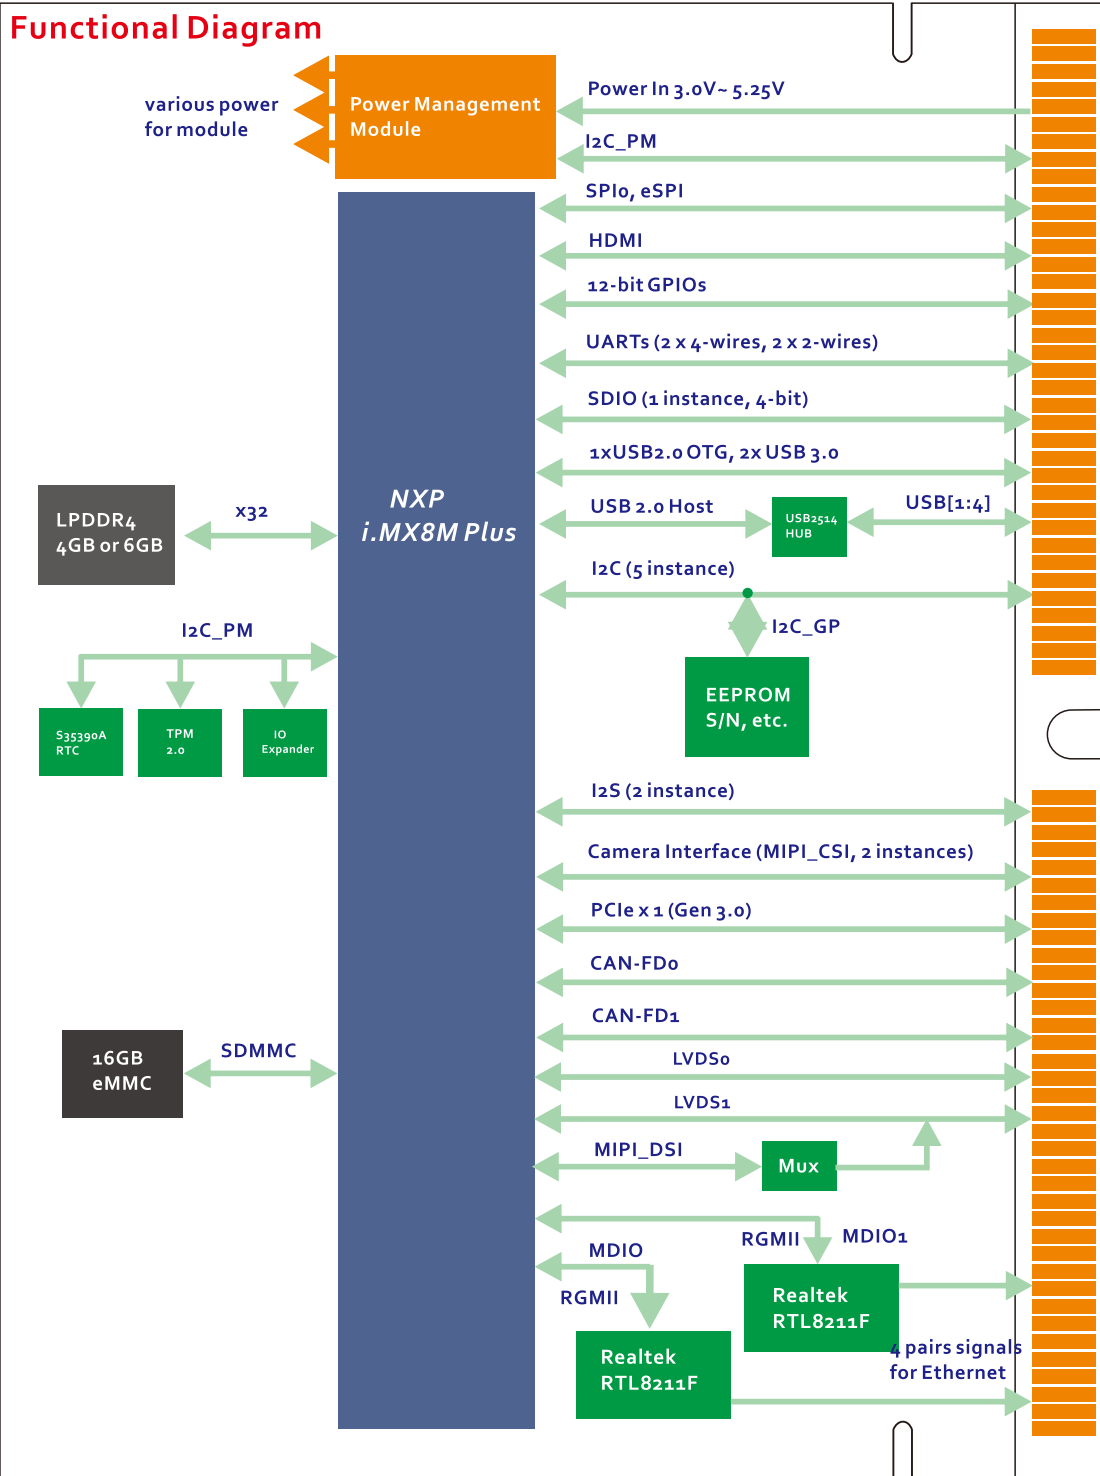 Functional Diagram
various power
for module
Power Management
Module
Power In 3.0V~ 5.25V
I2C_PM
SPI0, eSPI
HDMI
12-bit GPIOs
UARTs (2 x 4-wires, 2 x 2-wires)
SDIO (1 instance, 4-bit)
1xUSB2.0 OTG, 2x USB 3.0
NXP
i.MX8M Plus
USB 2.0 Host
USB2514
HUB
USB[1:4]
LPDDR4
4GB or 6GB
x32
I2C (5 instance)
I2C_GP
EEPROM
S/N, etc.
I2C_PM
S35390A
RTC
TPM
2.0
IO
Expander
I2S (2 instance)
Camera Interface (MIPI_CSI, 2 instances)
PCIe x 1 (Gen 3.0)
CAN-FD0
CAN-FD1
16GB
eMMC
SDMMC
LVDS0
LVDS1
MIPI_DSI
Mux
RGMII
MDIO1
MDIO
RGMII
Realtek
RTL8211F
Realtek
RTL8211F
4 pairs signals
for Ethernet